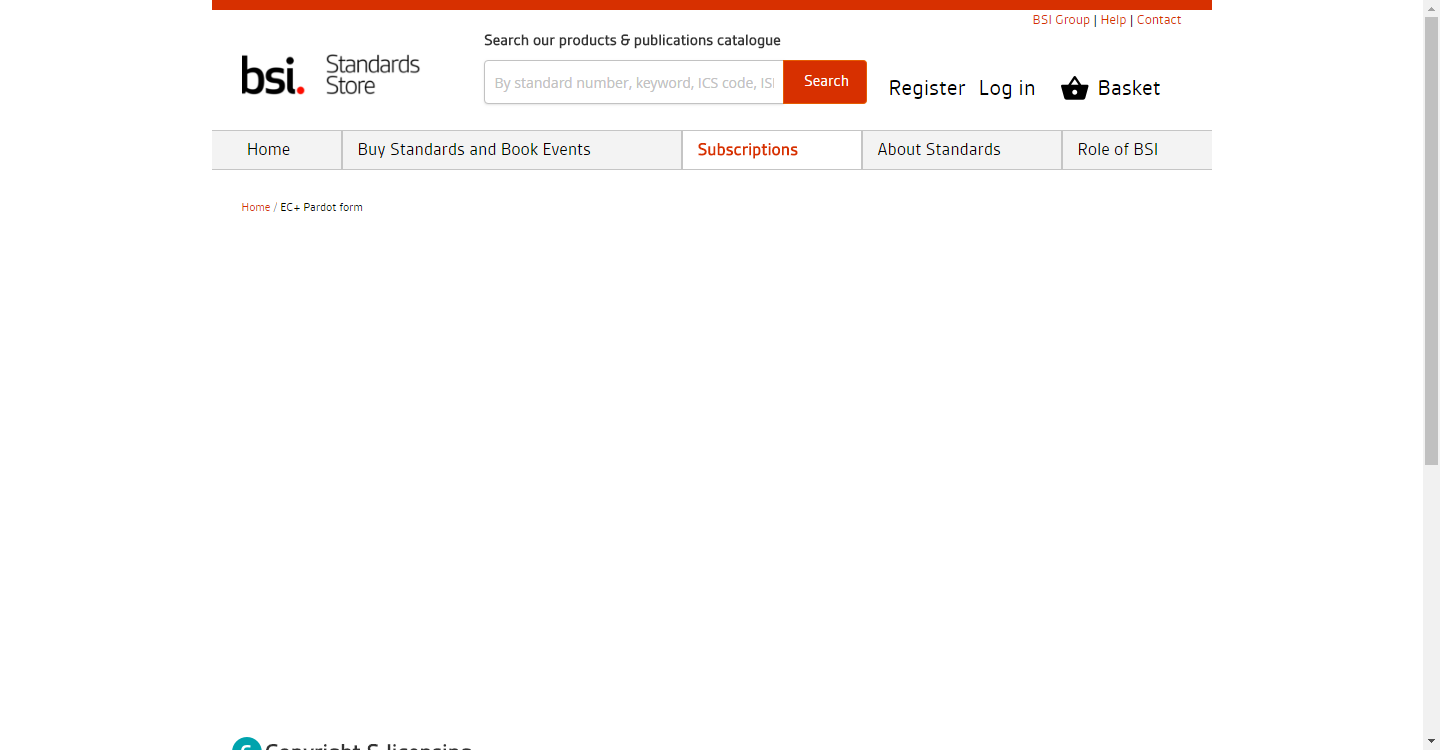 BSI Group | Help | Contact
Search our products & publications catalogue
bsi. Standards Store
By standard number, keyword, ICS code, ISI
Search
Register Log in Basket
Home Buy Standards and Book Events Subscriptions About Standards Role of BSI
Home / EC+ Pardot form
Copyright & licensing